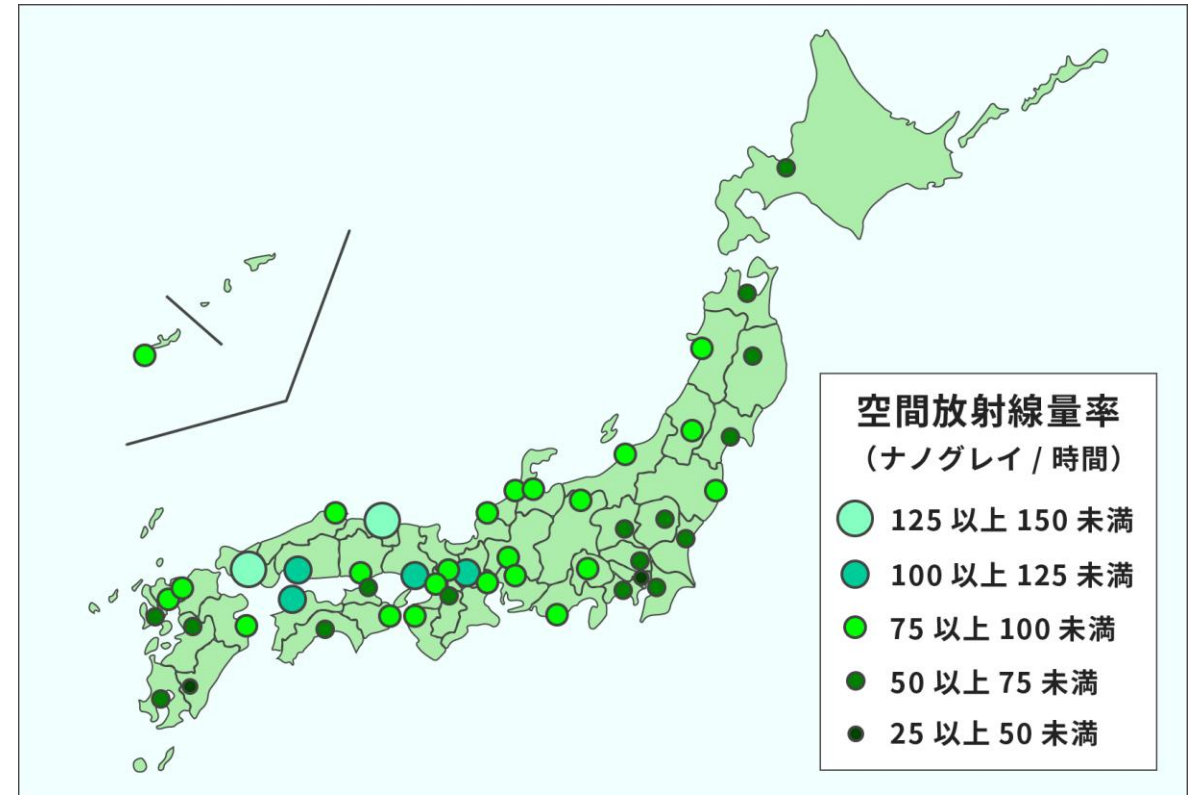 空間放射線量率
（ナノグレイ / 時間）
125 以上 150 未満
100 以上 125 未満
75 以上 100 未満
50 以上 75 未満
25 以上 50 未満